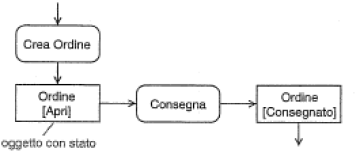 Crea Ordine
Ordine
[Apri]
Consegna
Ordine
[Consegnato]
oggetto con stato